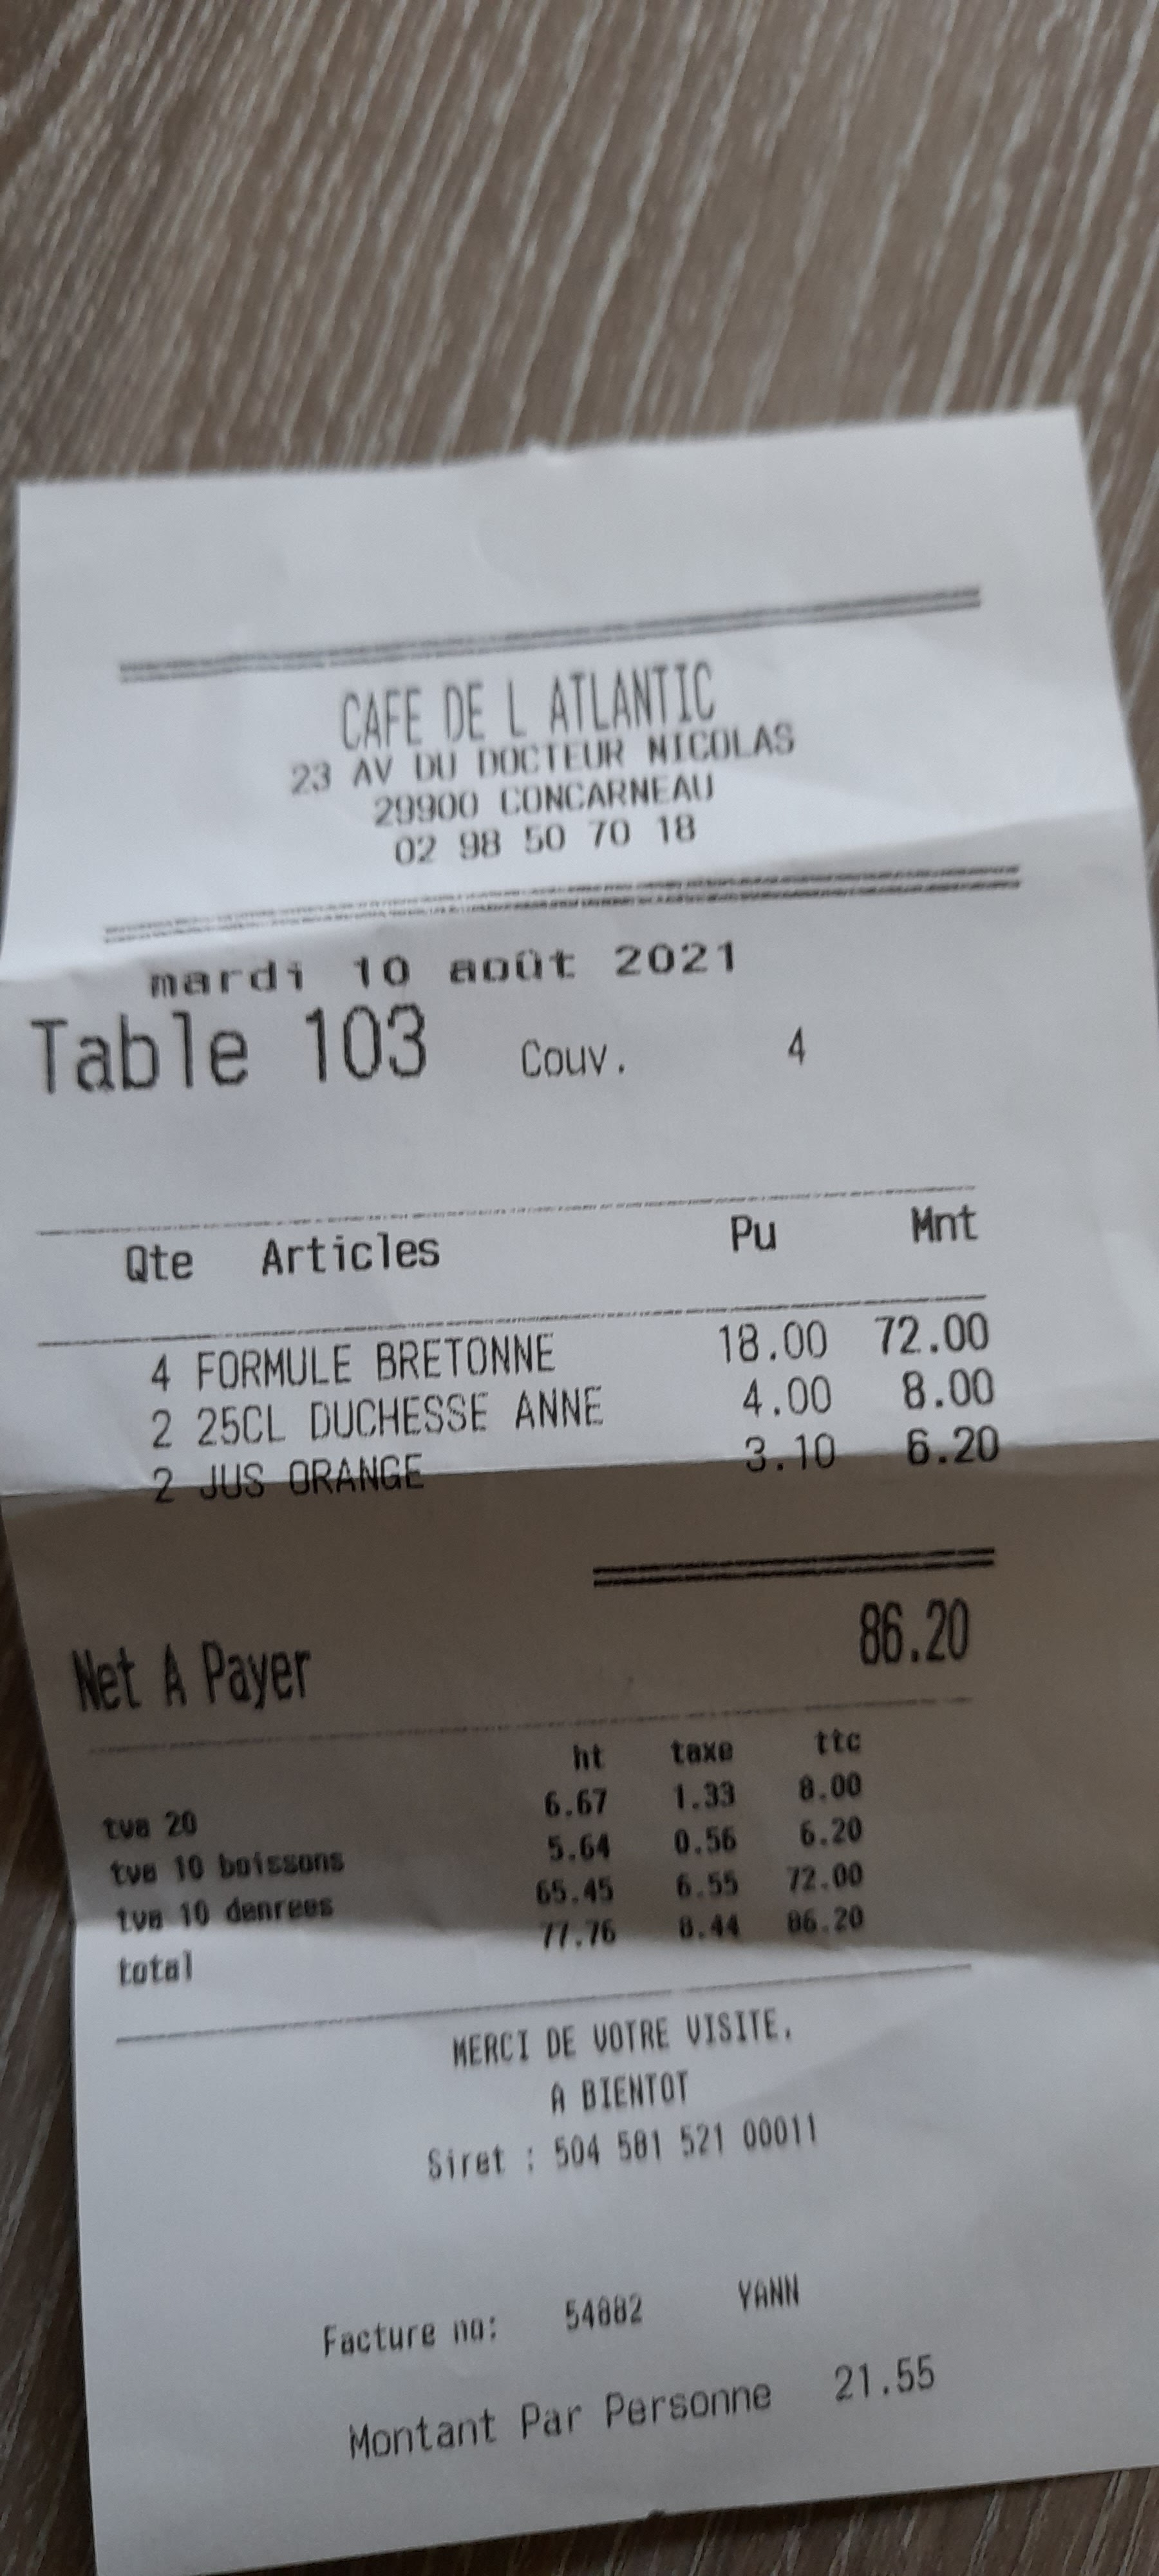 CAFE DE L ATLANTIC
23 AV DU DOCTEUR NICOLAS
29900 CONCARNEAU
02 98 50 70 18
mardi 10 août 2021
Table 103 Couv. 4
Qte Articles Pu Mnt
4 FORMULE BRETONNE 18.00 72.00
2 25CL DUCHESSE ANNE 4.00 8.00
2 JUS ORANGE 3.10 6.20
Net A Payer 86.20
ht taxe ttc
tva 20 6.67 1.33 8.00
tva 10 boissons 5.64 0.56 6.20
tva 10 denrees 65.45 6.55 72.00
total 77.76 8.44 86.20
MERCI DE VOTRE VISITE.
A BIENTOT
Siret : 504 581 521 00011
Facture no: YANN
Montant Par Personne 21.55